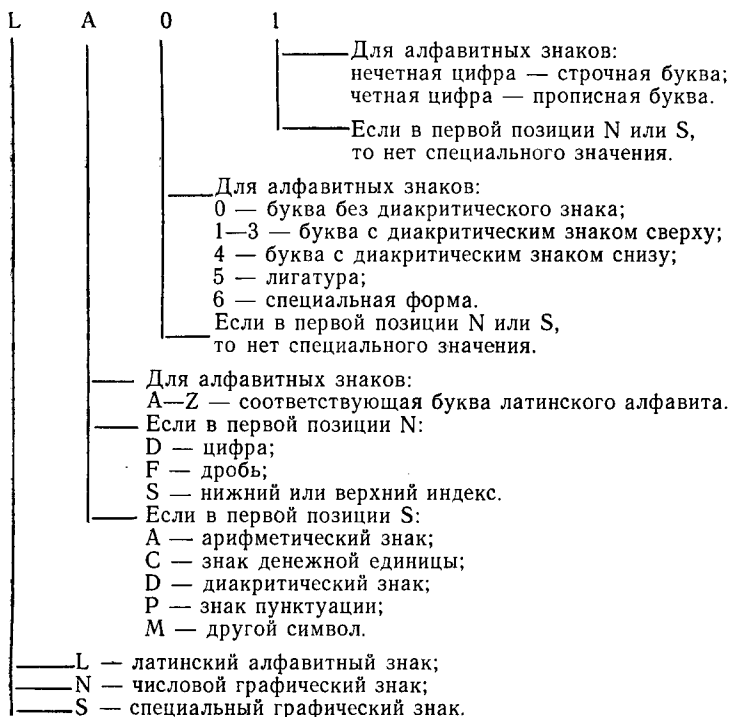 L A 0 1
Для алфавитных знаков:
нечетная цифра — строчная буква;
четная цифра — прописная буква.
Если в первой позиции N или S,
то нет специального значения.
Для алфавитных знаков:
0 — буква без диакритического знака;
1—3 — буква с диакритическим знаком сверху;
4 — буква с диакритическим знаком снизу;
5 — лигатура;
6 — специальная форма.
Если в первой позиции N или S,
то нет специального значения.
Для алфавитных знаков:
A—Z — соответствующая буква латинского алфавита.
Если в первой позиции N:
D — цифра;
F — дробь;
S — нижний или верхний индекс.
Если в первой позиции S:
A — арифметический знак;
C — знак денежной единицы;
D — диакритический знак;
P — знак пунктуации;
M — другой символ.
L — латинский алфавитный знак;
N — числовой графический знак;
S — специальный графический знак.